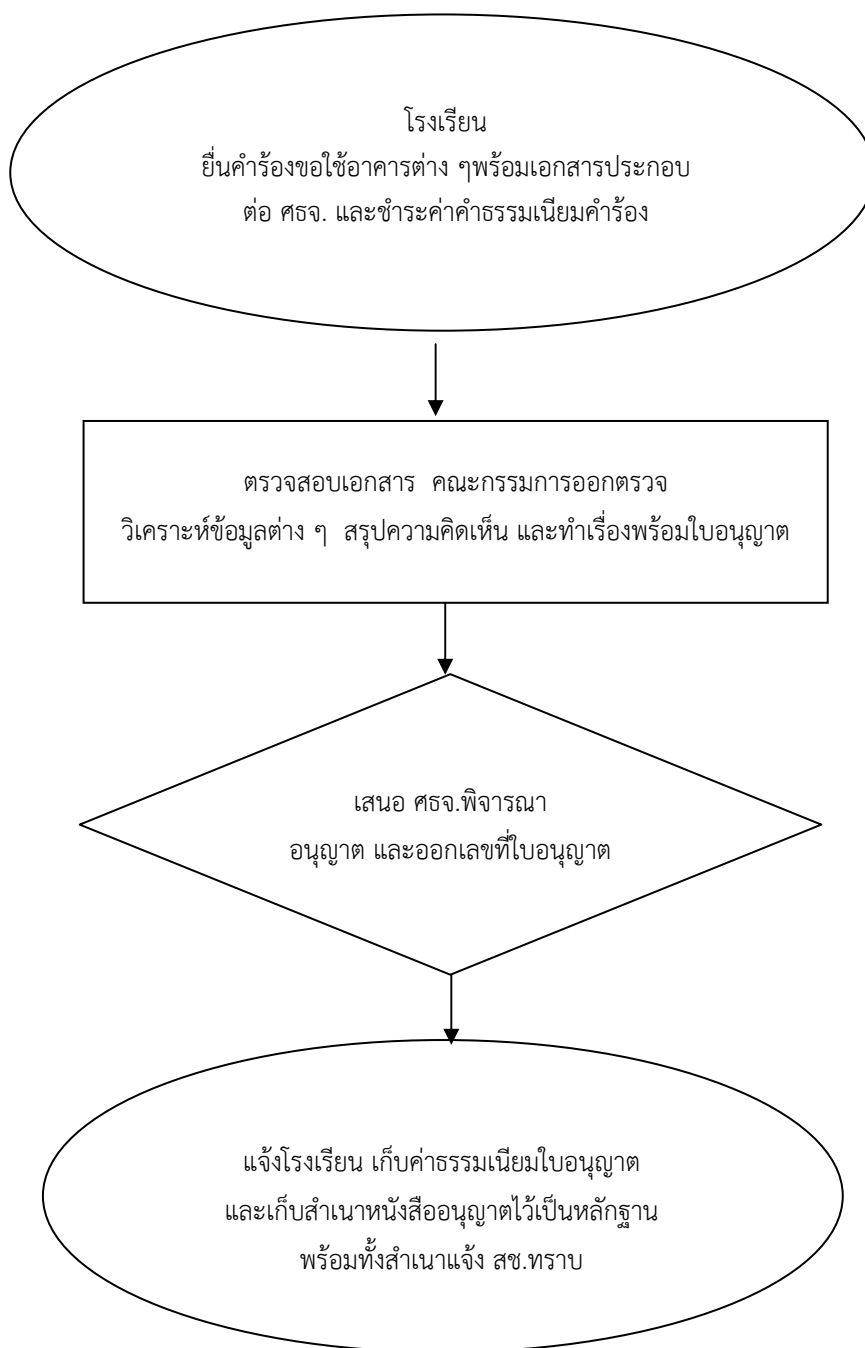 โรงเรียน
ยื่นคำร้องขอใช้อาคารต่าง ๆพร้อมเอกสารประกอบ
ต่อ ศธจ. และชำระค่าคำธรรมเนียมคำร้อง
ตรวจสอบเอกสาร คณะกรรมการออกตรวจ
วิเคราะห์ข้อมูลต่าง ๆ สรุปความคิดเห็น และทำเรื่องพร้อมใบอนุญาต
เสนอ ศธจ.พิจารณา
อนุญาต และออกเลขที่ใบอนุญาต
แจ้งโรงเรียน เก็บค่าธรรมเนียมใบอนุญาต
และเก็บสำเนาหนังสืออนุญาตไว้เป็นหลักฐาน
พร้อมทั้งสำเนาแจ้ง สช.ทราบ